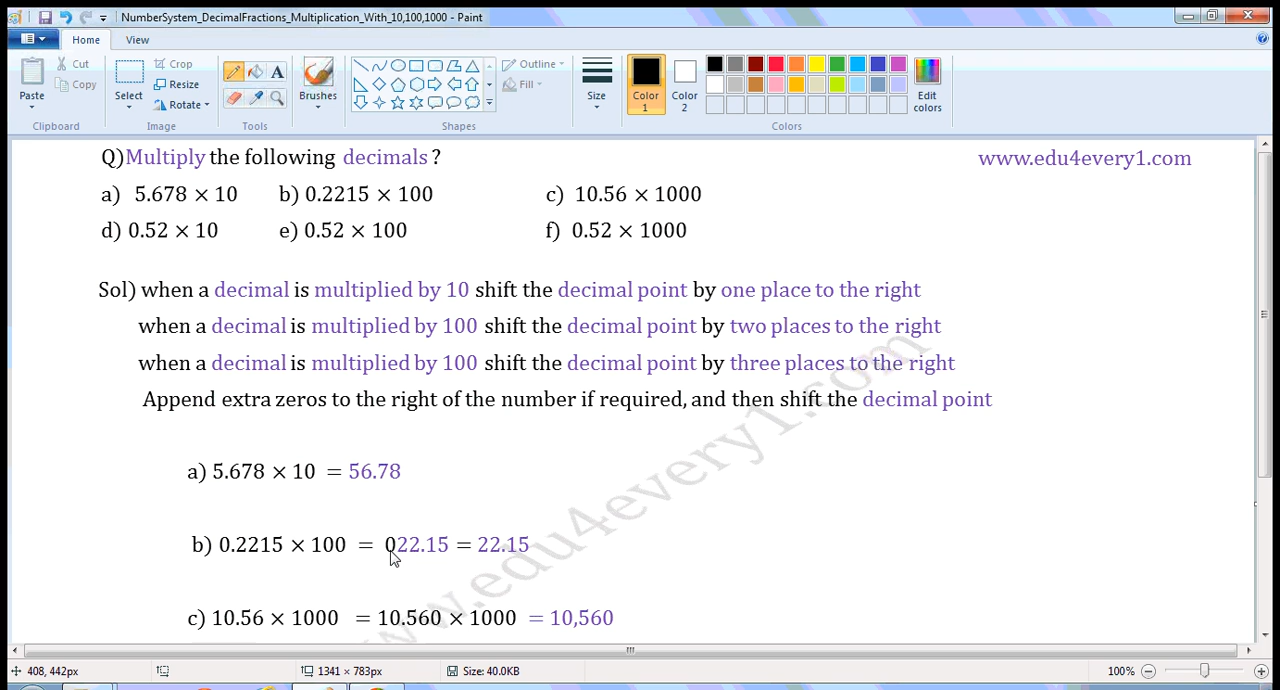 NumberSystem_DecimalFractions_Multiplication_With_10,100,1000 - Paint
Home View
Paste Cut Copy Select Crop Resize Rotate Brushes Outline Fill Size Color 1 Color 2 Edit colors
Clipboard Image Tools Shapes Colors
Q)Multiply the following decimals ? www.edu4every1.com
a) 5.678 × 10 b) 0.2215 × 100 c) 10.56 × 1000
d) 0.52 × 10 e) 0.52 × 100 f) 0.52 × 1000
Sol) when a decimal is multiplied by 10 shift the decimal point by one place to the right
when a decimal is multiplied by 100 shift the decimal point by two places to the right
when a decimal is multiplied by 100 shift the decimal point by three places to the right
Append extra zeros to the right of the number if required, and then shift the decimal point
a) 5.678 × 10 = 56.78
b) 0.2215 × 100 = 022.15 = 22.15
c) 10.56 × 1000 = 10.560 × 1000 = 10,560
www.edu4every1.com
408, 442px 1341 × 783px Size: 40.0KB 100%